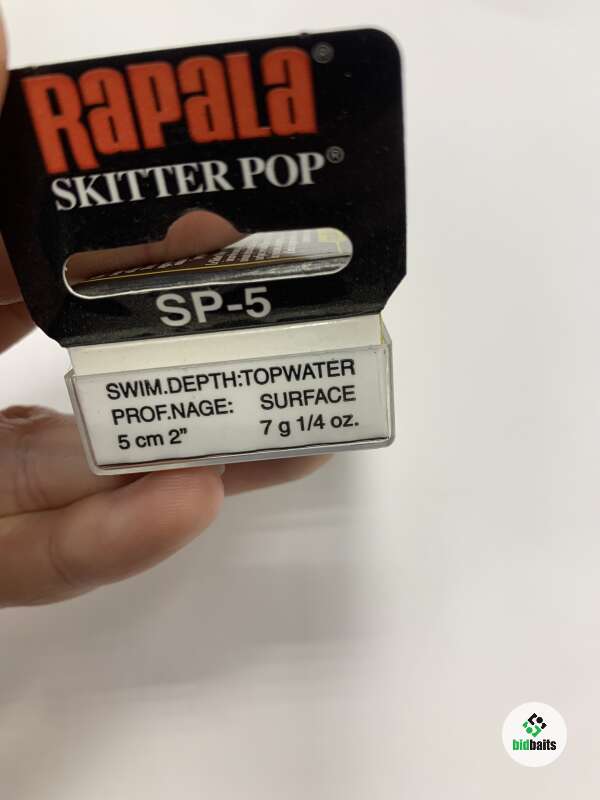 Rapala®
SKITTER POP®
SP-5
SWIM.DEPTH:TOPWATER
PROF.NAGE: SURFACE
5 cm 2" 7 g 1/4 oz.
bidbaits